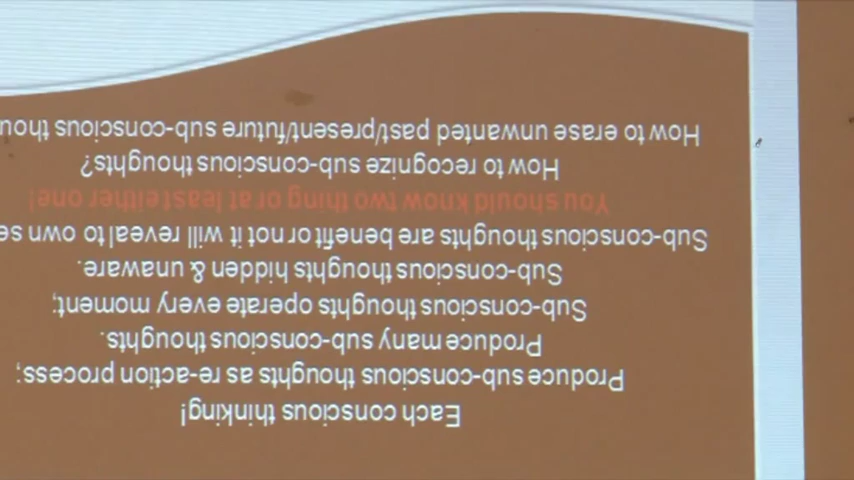 Each conscious thinking!
Produce sub-conscious thoughts as re-action process;
Produce many sub-conscious thoughts.
Sub-conscious thoughts operate every moment;
Sub-conscious thoughts hidden & unaware.
Sub-conscious thoughts are benefit or not it will reveal to own
You should know two thing or at least either one!
How to recognize sub-conscious thoughts?
How to erase unwanted past/present/future sub-conscious